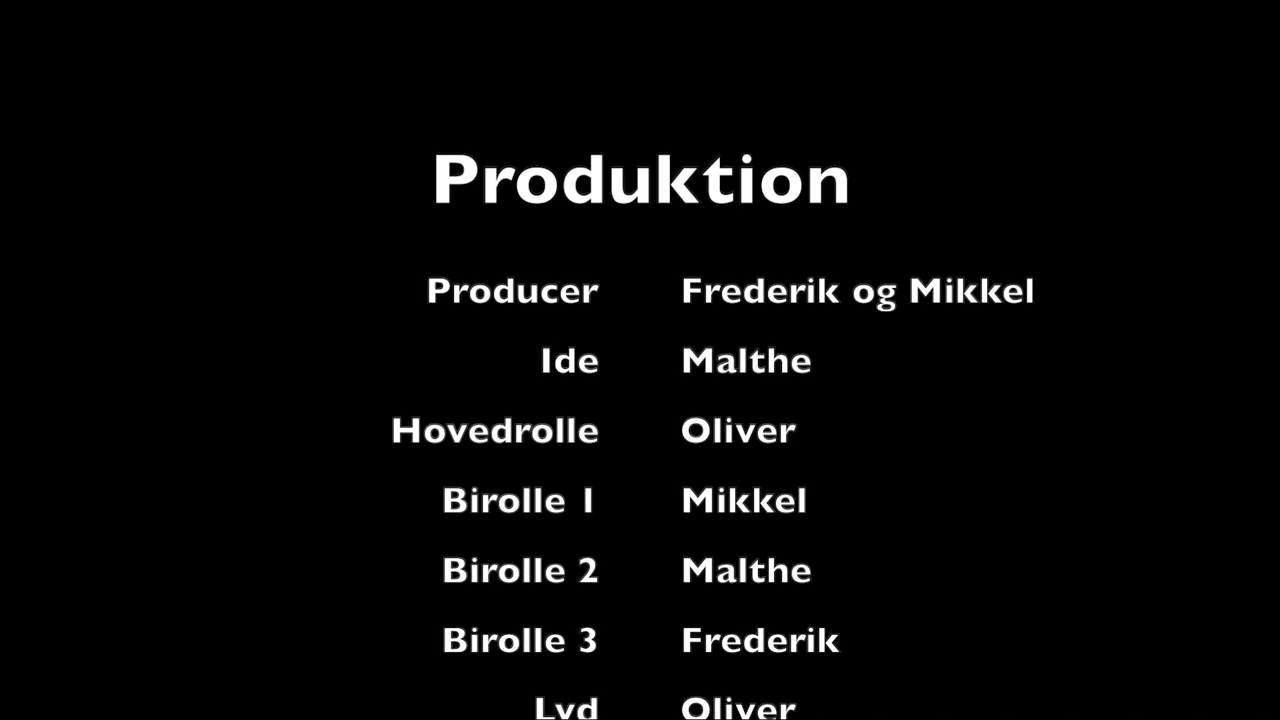 Produktion
Producer Frederik og Mikkel
Ide Malthe
Hovedrolle Oliver
Birolle 1 Mikkel
Birolle 2 Malthe
Birolle 3 Frederik
Lyd Oliver